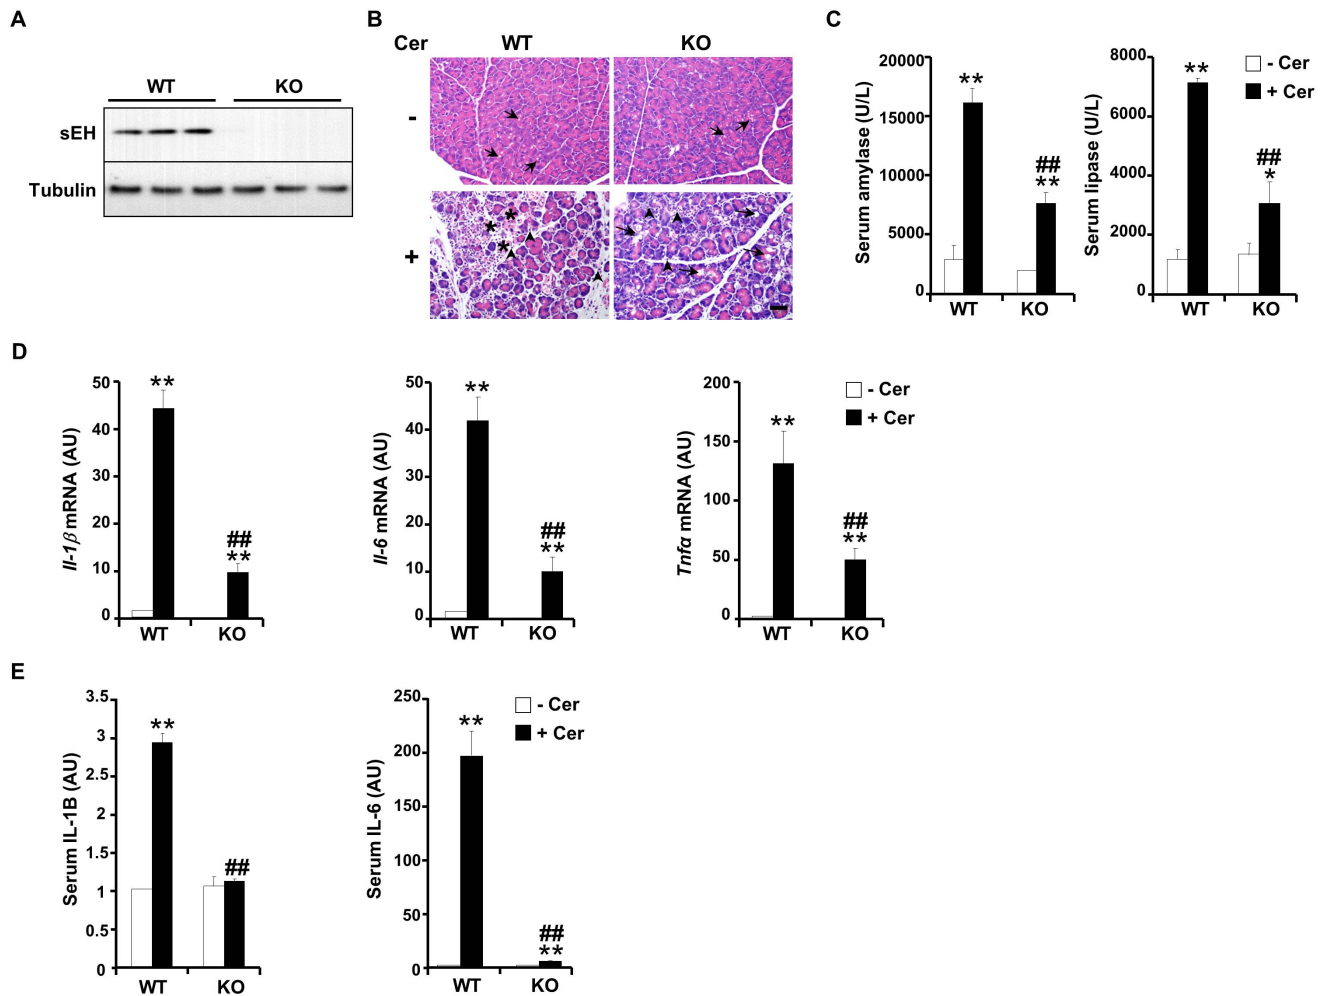 A
WT KO
sEH
Tubulin
B
Cer WT KO
-
+
* * *
C
Serum amylase (U/L)
20000
15000
10000
5000
0
**
##
**
WT KO
Serum lipase (U/L)
8000
6000
4000
2000
0
**
##
*
WT KO
- Cer
+ Cer
D
Il-1β mRNA (AU)
50
40
30
20
10
0
**
##
**
WT KO
Il-6 mRNA (AU)
50
40
30
20
10
0
**
##
**
WT KO
Tnfα mRNA (AU)
200
150
100
50
0
**
##
**
WT KO
- Cer
+ Cer
E
Serum IL-1B (AU)
3.5
3
2.5
2
1.5
1
0.5
0
**
##
WT KO
Serum IL-6 (AU)
250
200
150
100
50
0
**
##
**
WT KO
- Cer
+ Cer